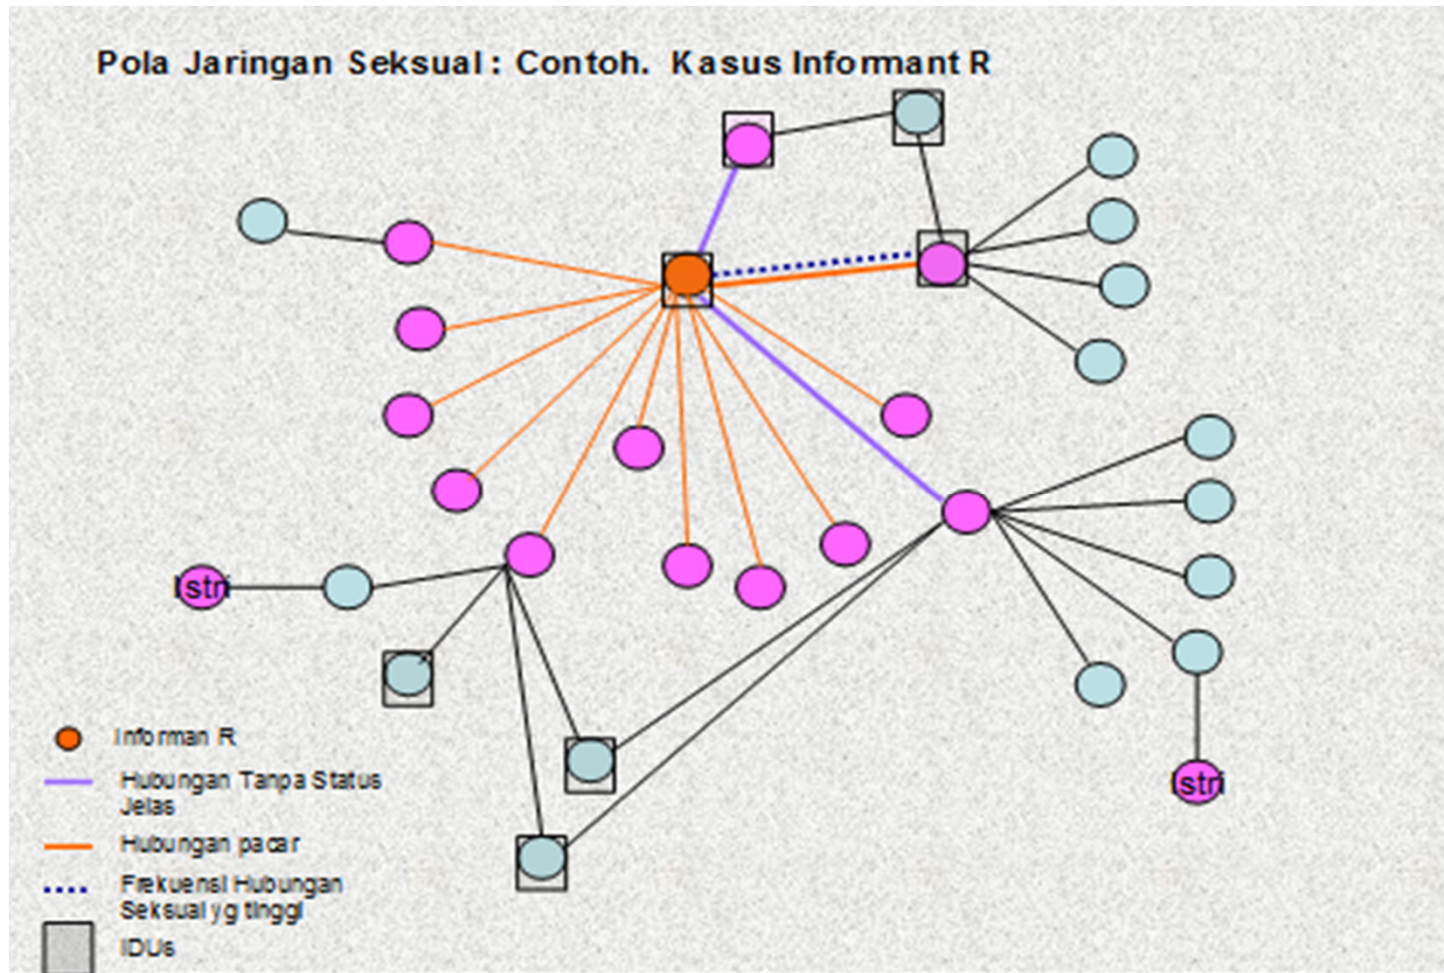 Pola Jaringan Seksual : Contoh. Kasus Informant R
Istri
Istri
Informan R
Hubungan Tanpa Status
Jelas
Hubungan pacar
Frekuensi Hubungan
Seksual yg tinggi
IDUs